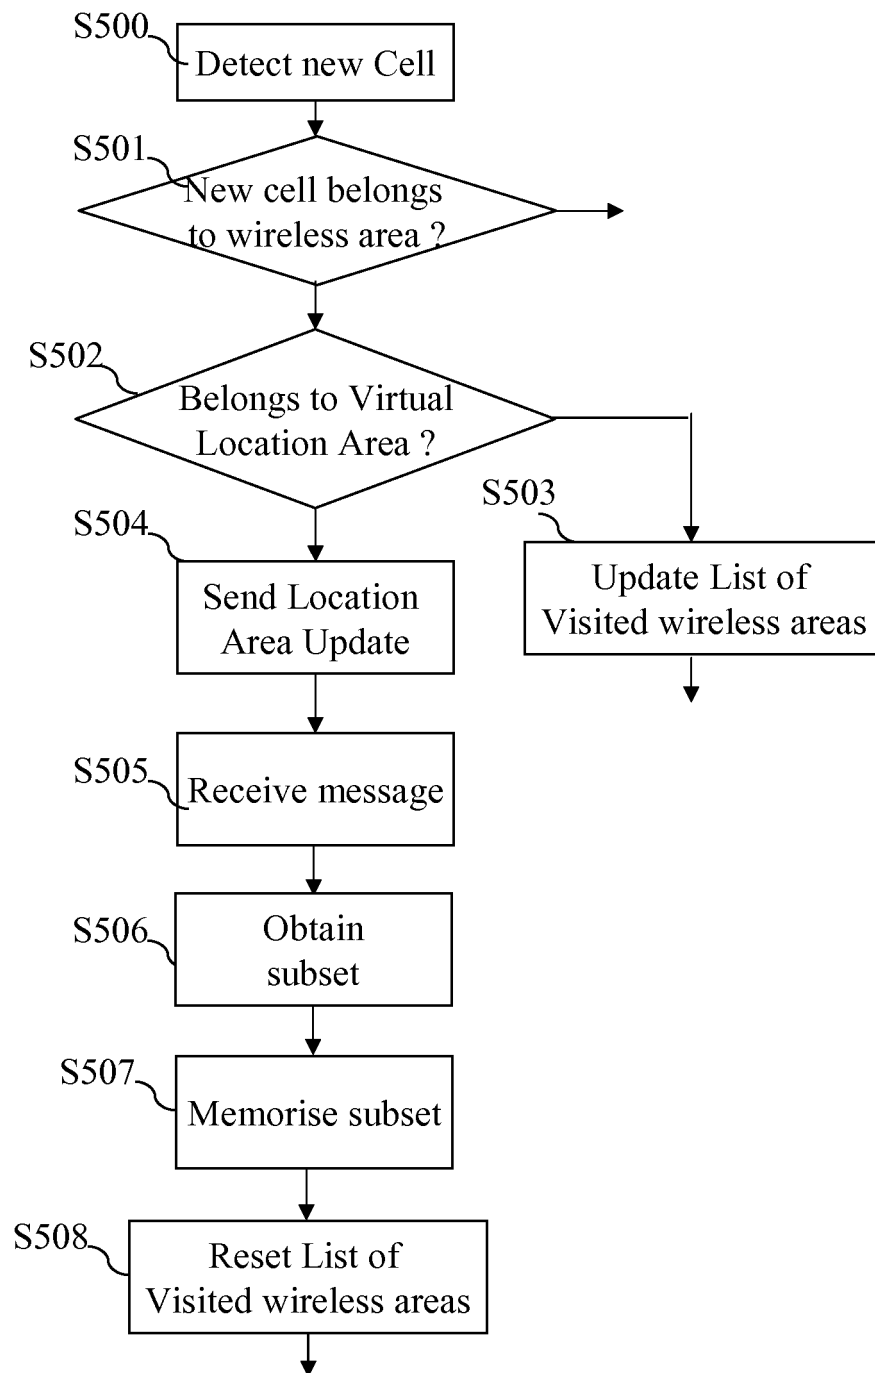 S500
Detect new Cell
S501
New cell belongs
to wireless area ?
S502
Belongs to Virtual
Location Area ?
S503
Update List of
Visited wireless areas
S504
Send Location
Area Update
S505
Receive message
S506
Obtain
subset
S507
Memorise subset
S508
Reset List of
Visited wireless areas